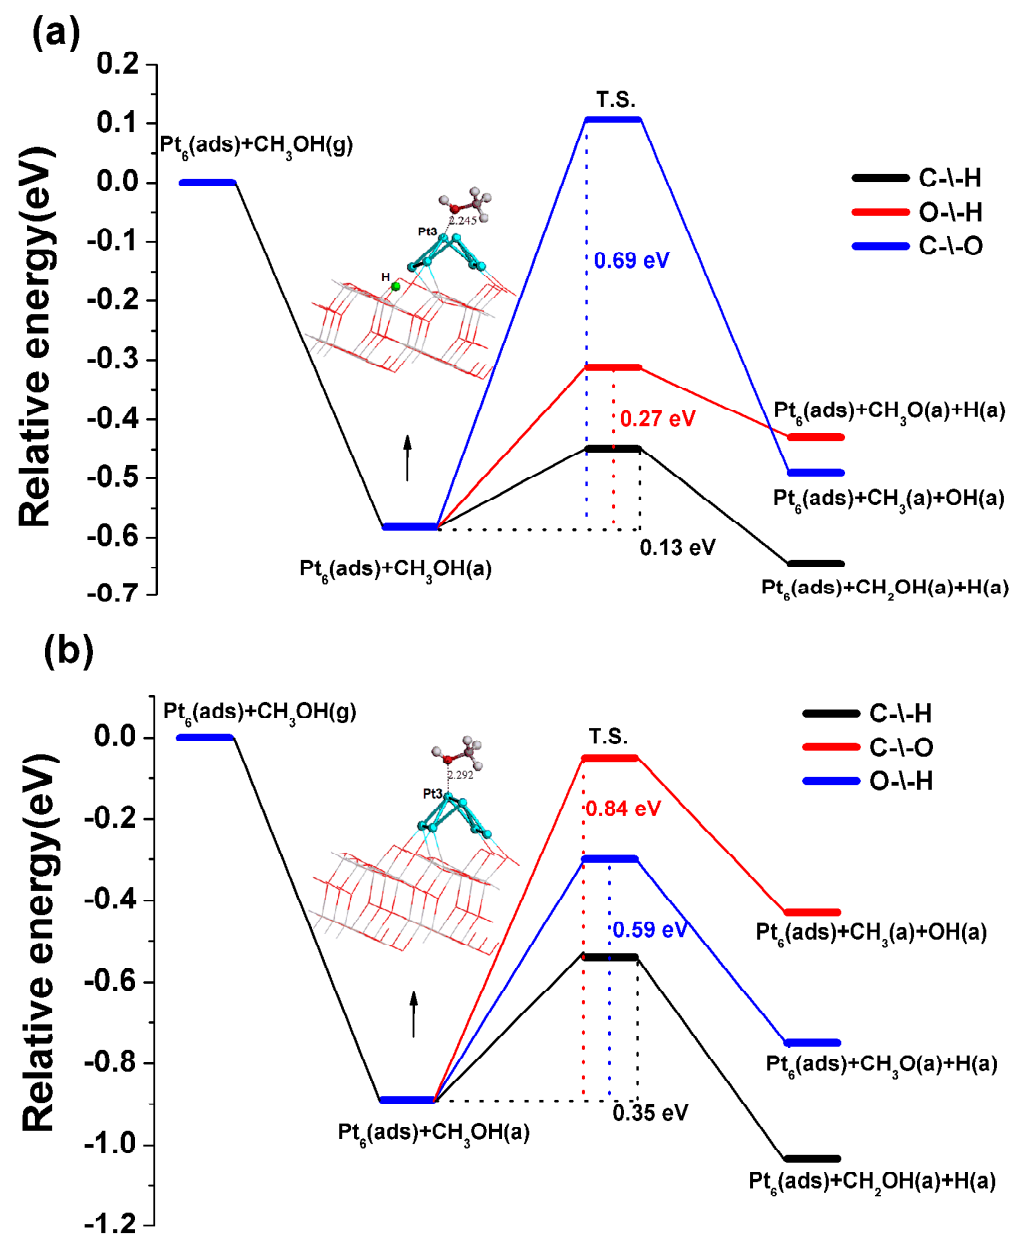 (a)
0.2
0.1
0.0
-0.1
-0.2
-0.3
-0.4
-0.5
-0.6
-0.7
Relative energy(eV)
Pt6(ads)+CH3OH(g)
T.S.
C-\-H
O-\-H
C-\-O
2.245
Pt3
H
0.69 eV
0.27 eV
0.13 eV
Pt6(ads)+CH3O(a)+H(a)
Pt6(ads)+CH3(a)+OH(a)
Pt6(ads)+CH2OH(a)+H(a)
Pt6(ads)+CH3OH(a)
(b)
0.0
-0.2
-0.4
-0.6
-0.8
-1.0
-1.2
Relative energy(eV)
Pt6(ads)+CH3OH(g)
T.S.
C-\-H
C-\-O
O-\-H
2.292
Pt3
0.84 eV
0.59 eV
0.35 eV
Pt6(ads)+CH3(a)+OH(a)
Pt6(ads)+CH3O(a)+H(a)
Pt6(ads)+CH2OH(a)+H(a)
Pt6(ads)+CH3OH(a)